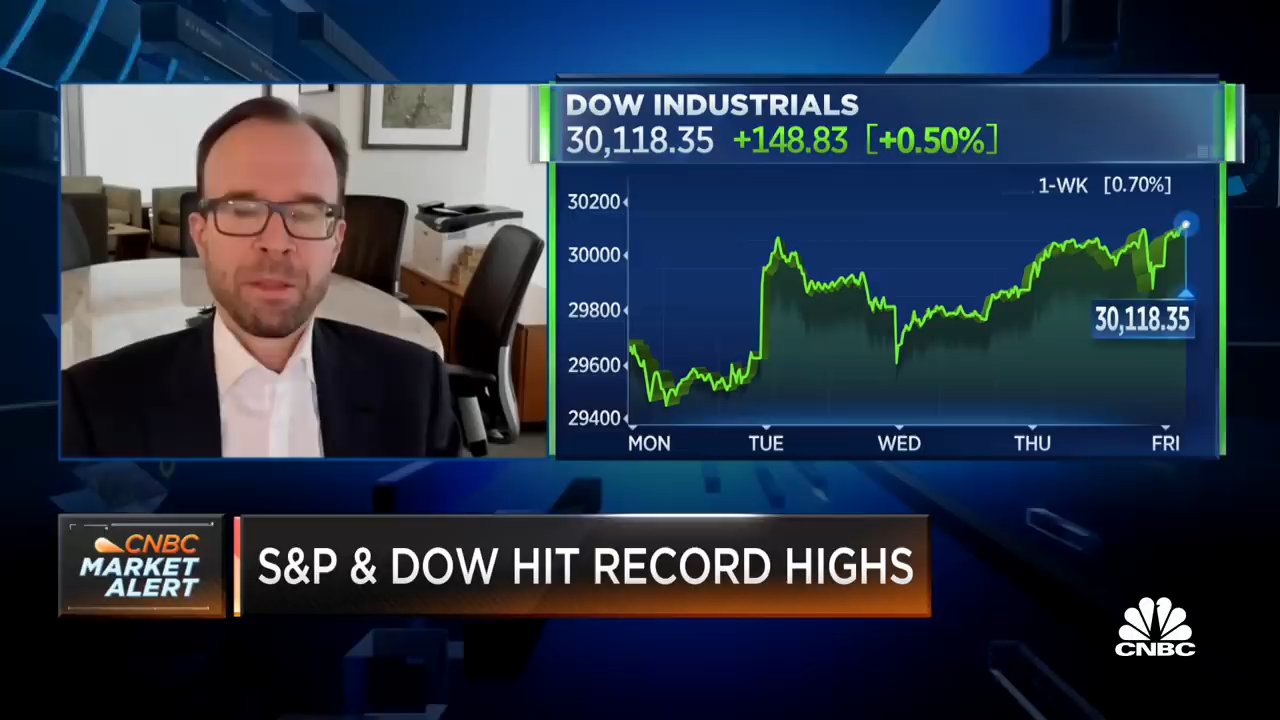 DOW INDUSTRIALS
30,118.35 +148.83 [+0.50%]
1-WK [0.70%]
30200
30000
29800
29600
29400
30,118.35
MON TUE WED THU FRI
CNBC
MARKET
ALERT
S&P & DOW HIT RECORD HIGHS
CNBC